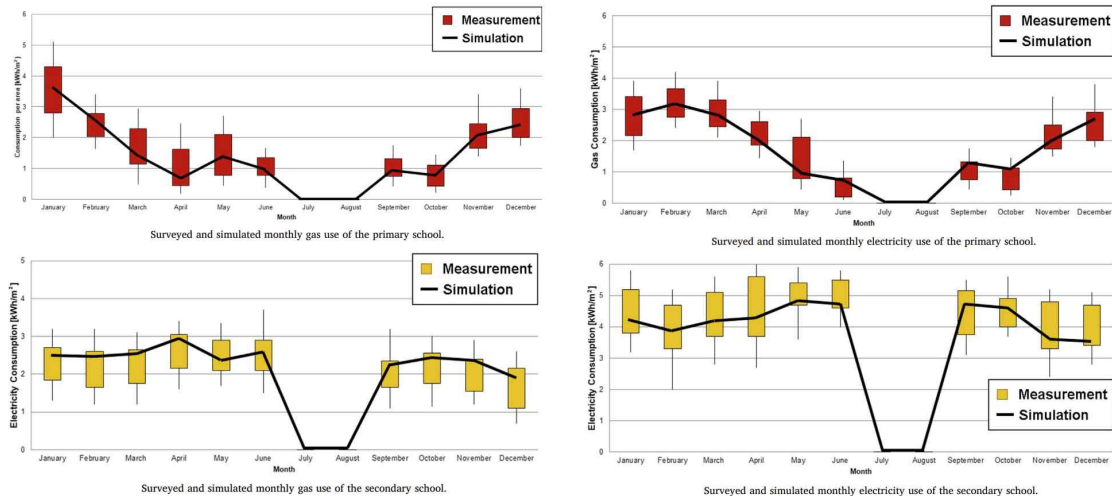 Measurement
Simulation
Consumption per area [kWh/m²]
6
5
4
3
2
1
0
January February March April May June July August September October November December
Month
Surveyed and simulated monthly gas use of the primary school.
Measurement
Simulation
Gas Consumption [kWh/m²]
6
5
4
3
2
1
0
January February March April May June July August September October November December
Month
Surveyed and simulated monthly electricity use of the primary school.
Measurement
Simulation
Electricity Consumption [kWh/m²]
5
4
3
2
1
0
January February March April May June July August September October November December
Month
Surveyed and simulated monthly gas use of the secondary school.
Measurement
Simulation
Electricity Consumption [kWh/m²]
6
5
4
3
2
1
0
January February March April May June July August September October November December
Month
Surveyed and simulated monthly electricity use of the secondary school.